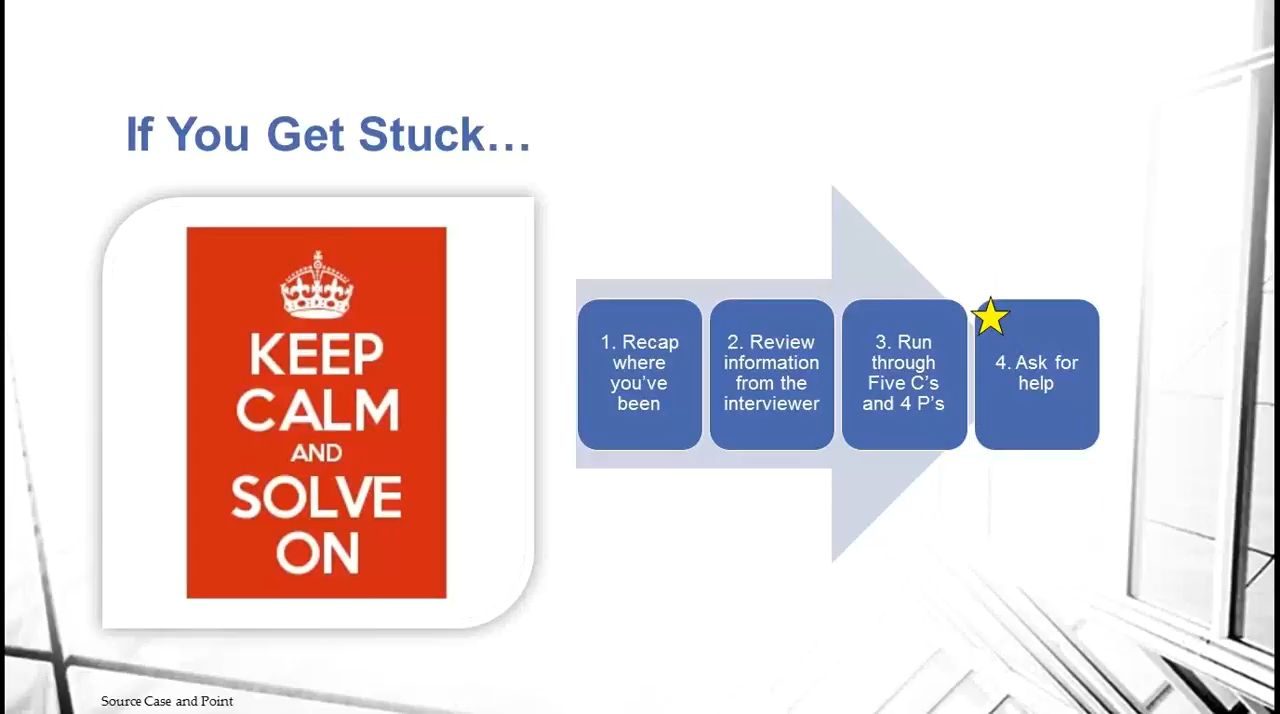 If You Get Stuck…
KEEP
CALM
AND
SOLVE
ON
1. Recap
where
you’ve
been
2. Review
information
from the
interviewer
3. Run
through
Five C’s
and 4 P’s
4. Ask for
help
Source Case and Point